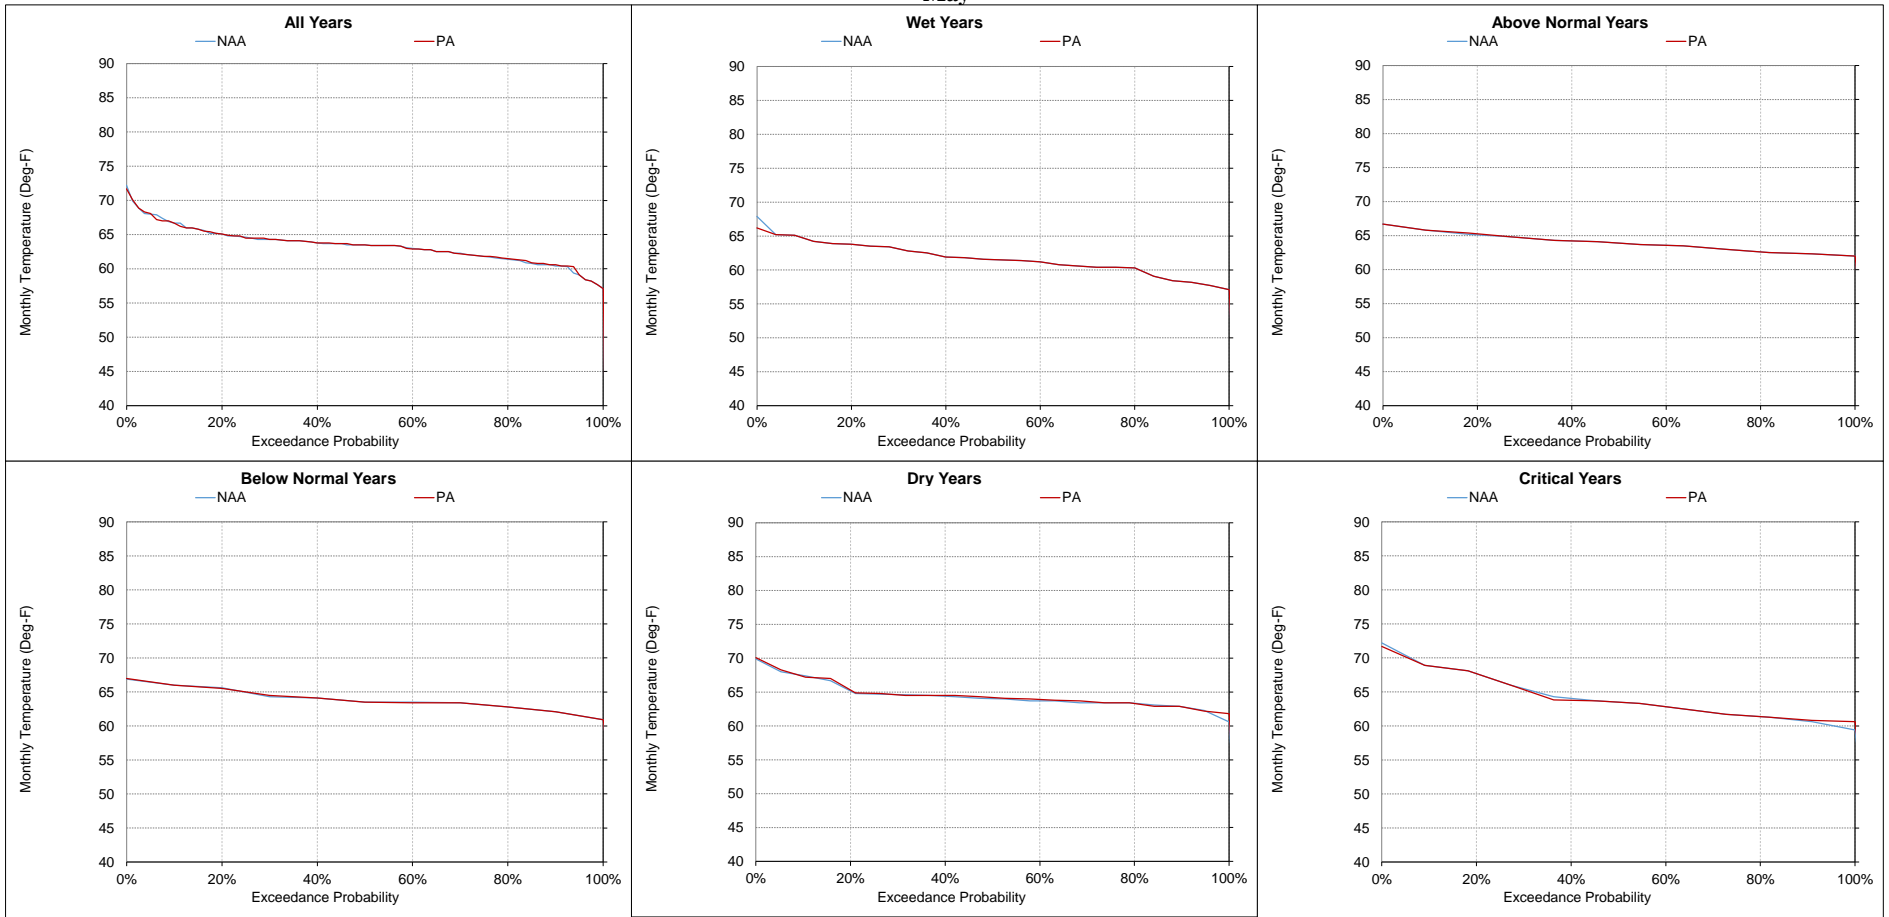 All Years
NAA PA
90
85
80
75
70
65
60
55
50
45
40
Monthly Temperature (Deg-F)
0% 20% 40% 60% 80% 100%
Exceedance Probability
Wet Years
NAA PA
90
85
80
75
70
65
60
55
50
45
40
Monthly Temperature (Deg-F)
0% 20% 40% 60% 80% 100%
Exceedance Probability
Above Normal Years
NAA PA
90
85
80
75
70
65
60
55
50
45
40
Monthly Temperature (Deg-F)
0% 20% 40% 60% 80% 100%
Exceedance Probability
Below Normal Years
NAA PA
90
85
80
75
70
65
60
55
50
45
40
Monthly Temperature (Deg-F)
0% 20% 40% 60% 80% 100%
Exceedance Probability
Dry Years
NAA PA
90
85
80
75
70
65
60
55
50
45
40
Monthly Temperature (Deg-F)
0% 20% 40% 60% 80% 100%
Exceedance Probability
Critical Years
NAA PA
90
85
80
75
70
65
60
55
50
45
40
Monthly Temperature (Deg-F)
0% 20% 40% 60% 80% 100%
Exceedance Probability